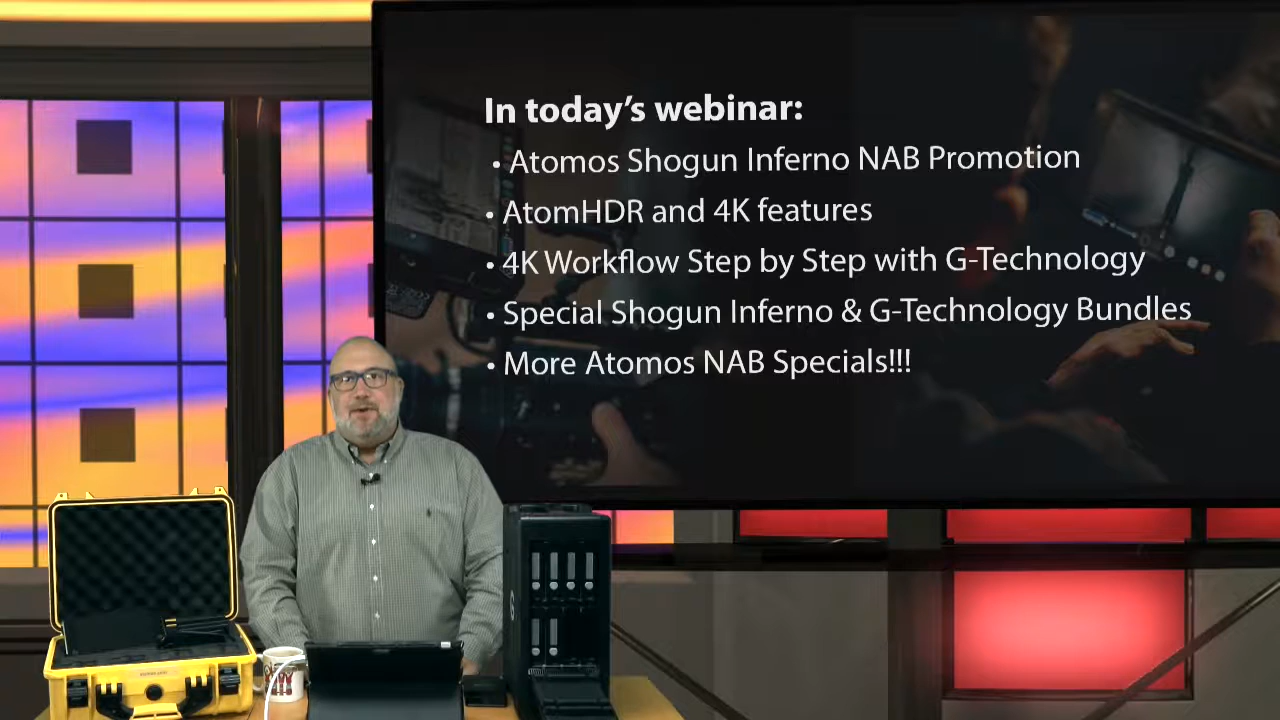 In today's webinar:
• Atomos Shogun Inferno NAB Promotion
• AtomHDR and 4K features
• 4K Workflow Step by Step with G-Technology
• Special Shogun Inferno & G-Technology Bundles
• More Atomos NAB Specials!!!